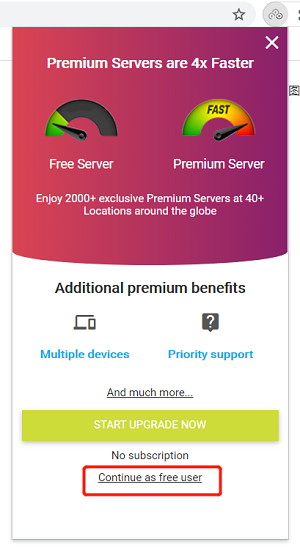 Premium Servers are 4x Faster
FAST
Free Server
Premium Server
Enjoy 2000+ exclusive Premium Servers at 40+
Locations around the globe
Additional premium benefits
Multiple devices
Priority support
And much more...
START UPGRADE NOW
No subscription
Continue as free user